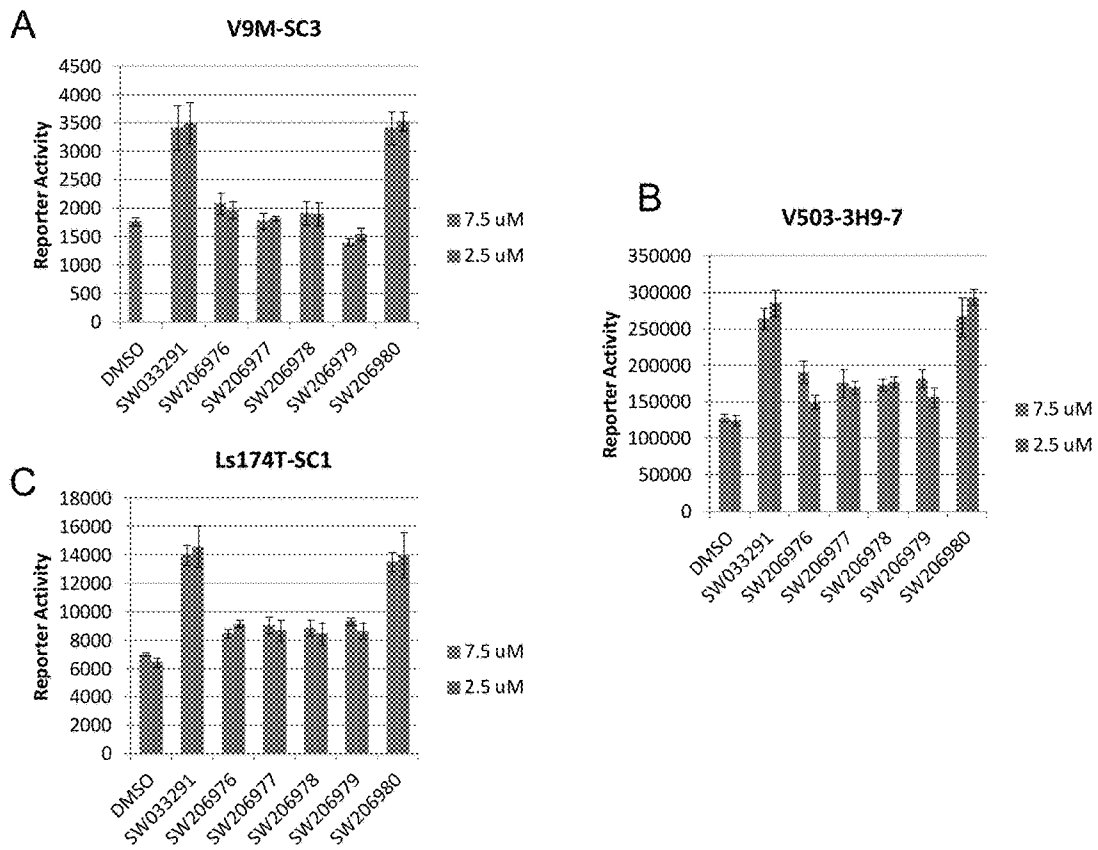 A
V9M-SC3
Reporter Activity
4500
4000
3500
3000
2500
2000
1500
1000
500
0
DMSO
SW033291
SW206976
SW206977
SW206978
SW206979
SW206980
7.5 uM
2.5 uM
B
V503-3H9-7
Reporter Activity
350000
300000
250000
200000
150000
100000
50000
0
DMSO
SW033291
SW206976
SW206977
SW206978
SW206979
SW206980
7.5 uM
2.5 uM
C
Ls174T-SC1
Reporter Activity
18000
16000
14000
12000
10000
8000
6000
4000
2000
0
DMSO
SW033291
SW206976
SW206977
SW206978
SW206979
SW206980
7.5 uM
2.5 uM